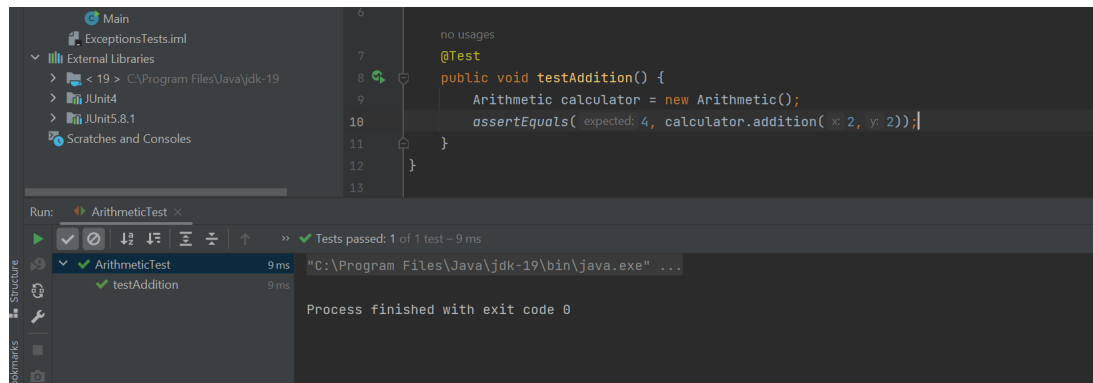 Main
ExceptionsTests.iml
External Libraries
< 19 > C:\Program Files\Java\jdk-19
JUnit4
JUnit5.8.1
Scratches and Consoles
6
no usages
7 @Test
8 public void testAddition() {
9 Arithmetic calculator = new Arithmetic();
10 assertEquals( expected: 4, calculator.addition( x: 2, y: 2));
11 }
12 }
13
Run: ArithmeticTest
Tests passed: 1 of 1 test – 9 ms
ArithmeticTest 9 ms
testAddition 9 ms
"C:\Program Files\Java\jdk-19\bin\java.exe" ...
Process finished with exit code 0
Structure
ookmarks